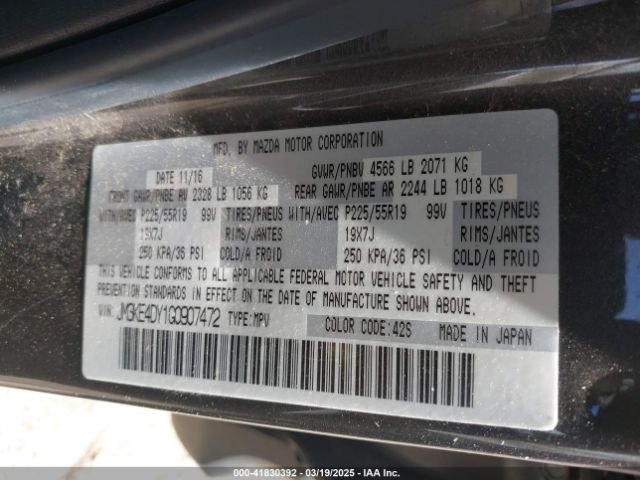 MFD. BY MAZDA MOTOR CORPORATION
DATE 11/16 GVWR/PNBV 4566 LB 2071 KG
FRONT GAWR/PNBE AV 2328 LB 1056 KG REAR GAWR/PNBE AR 2244 LB 1018 KG
WITH/AVEC P225/55R19 99V TIRES/PNEUS WITH/AVEC P225/55R19 99V TIRES/PNEUS
19X7J RIMS/JANTES 19X7J RIMS/JANTES
250 KPA/36 PSI COLD/A FROID 250 KPA/36 PSI COLD/A FROID
THIS VEHICLE CONFORMS TO ALL APPLICABLE FEDERAL MOTOR VEHICLE SAFETY AND THEFT
PREVENTION STANDARDS IN EFFECT ON THE DATE OF MANUFACTURE SHOWN ABOVE.
VIN: JM3KE4DY1G0907472 TYPE:MPV COLOR CODE:42S MADE IN JAPAN
000-41830392 — 03/19/2025 — IAAI.COM